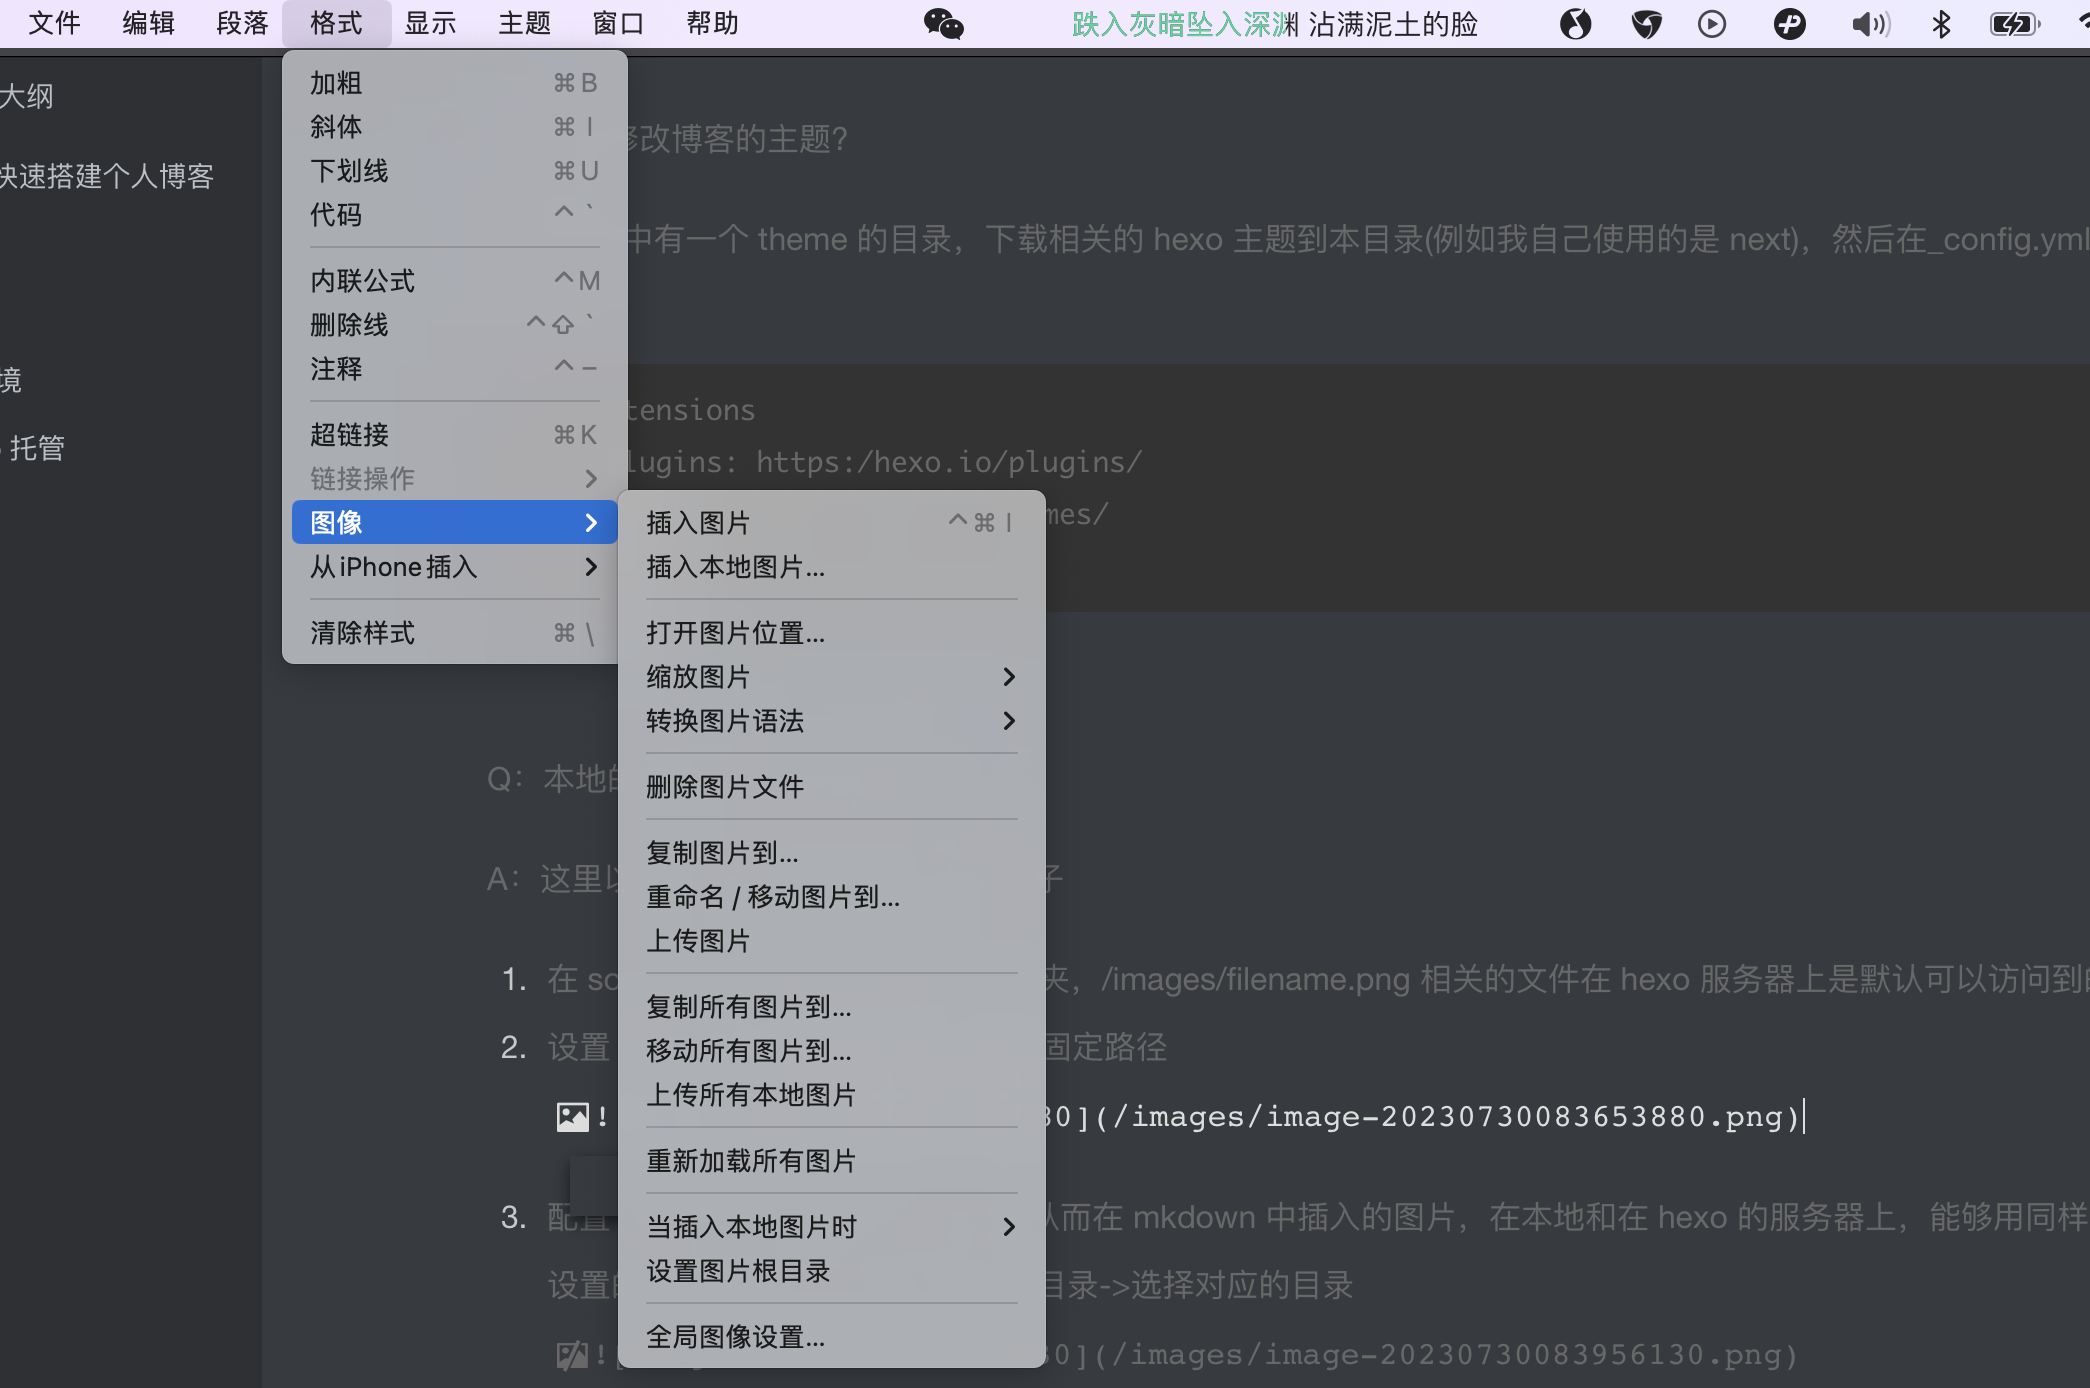 文件 编辑 段落 格式 显示 主题 窗口 帮助 跌入灰暗坠入深渊 沾满泥土的脸
大纲
快速搭建个人博客
境
托管
加粗 ⌘B
斜体 ⌘I
下划线 ⌘U
代码 ^`
内联公式 ^M
删除线 ^⇧`
注释 ^-
超链接 ⌘K
链接操作
图像
从 iPhone 插入
清除样式 ⌘\
插入图片 ^⌘I
插入本地图片...
打开图片位置...
缩放图片
转换图片语法
删除图片文件
复制图片到...
重命名 / 移动图片到...
上传图片
复制所有图片到...
移动所有图片到...
上传所有本地图片
重新加载所有图片
当插入本地图片时
设置图片根目录
全局图像设置...
修改博客的主题?
中有一个 theme 的目录，下载相关的 hexo 主题到本目录(例如我自己使用的是 next)，然后在_config.yml
tensions
lugins: https:/hexo.io/plugins/
mes/
Q：本地的
A：这里以 子
1. 在 so 夹，/images/filename.png 相关的文件在 hexo 服务器上是默认可以访问到的
2. 设置 固定路径
! 80](/images/image-20230730083653880.png)
3. 配置 从而在 mkdown 中插入的图片，在本地和在 hexo 的服务器上，能够用同样
设置的 目录->选择对应的目录
! 30](/images/image-20230730083956130.png)